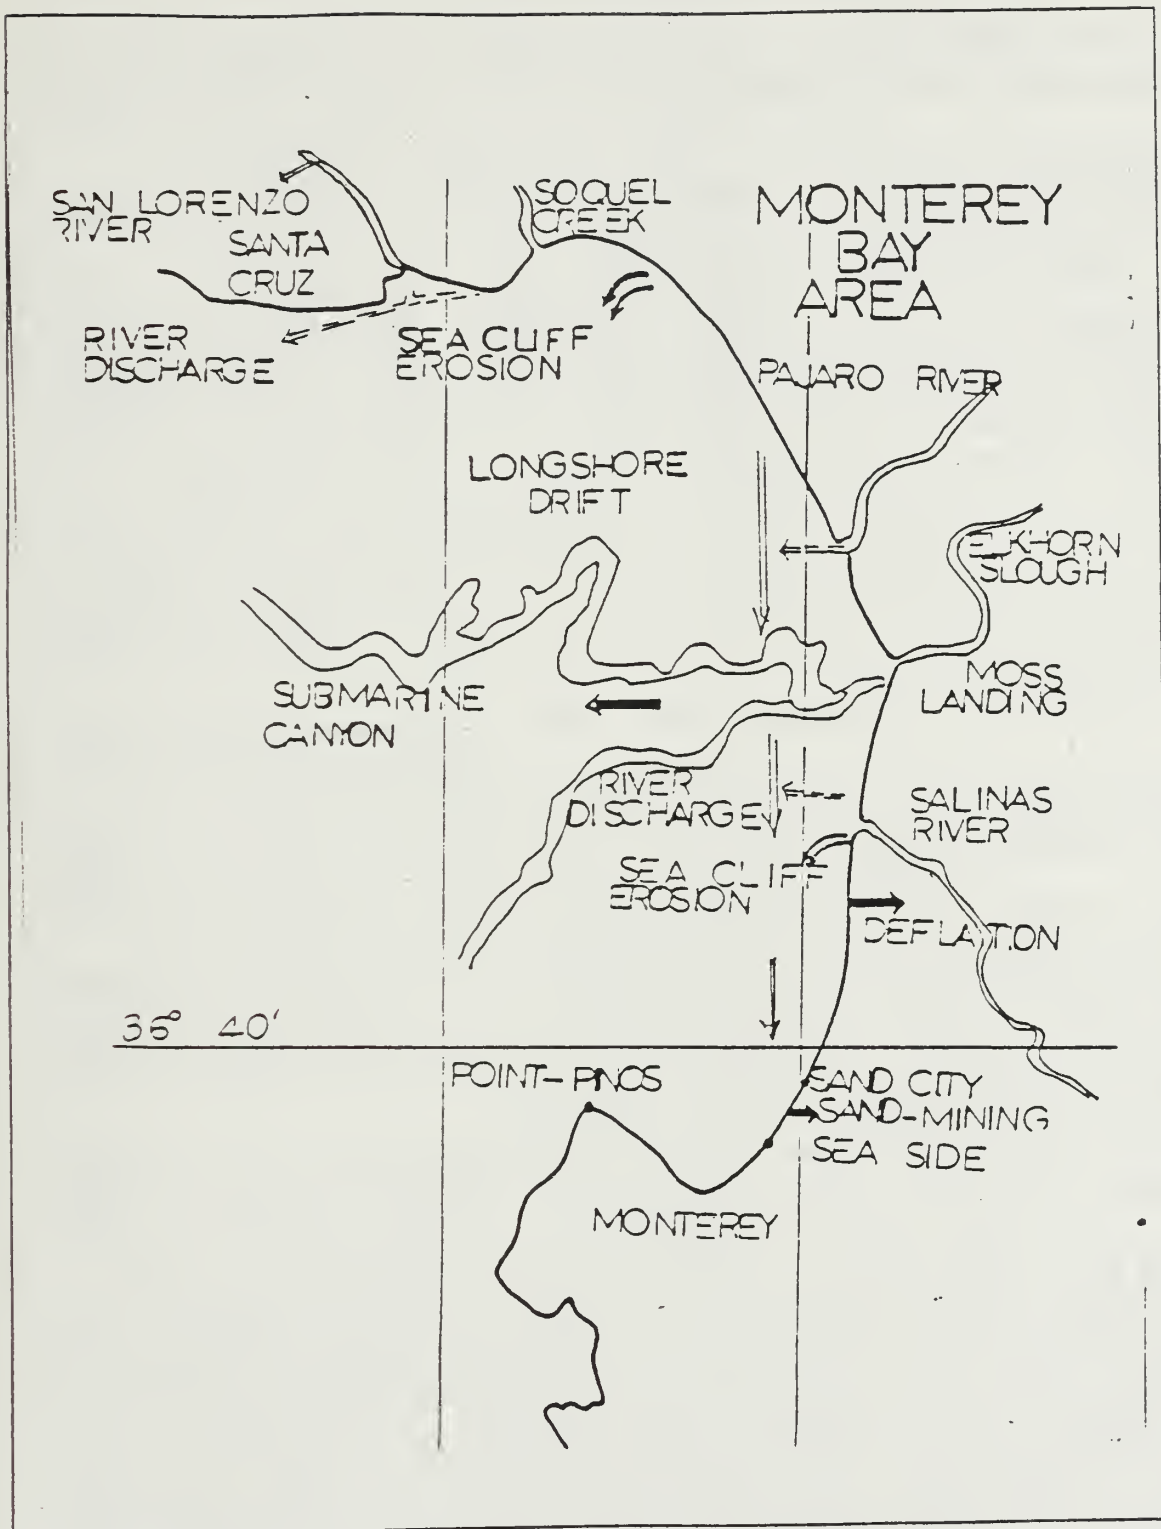 SAN LORENZO
RIVER
SANTA
CRUZ
SOQUEL
CREEK
MONTEREY
BAY
AREA
RIVER
DISCHARGE
SEA CLIFF
EROSION
PAJARO RIVER
LONGSHORE
DRIFT
ELKHORN
SLOUGH
SUBMARINE
CANYON
MOSS
LANDING
RIVER
DISCHARGE
SALINAS
RIVER
SEA CLIFF
EROSION
DEFLATION
36° 40'
POINT-PINOS
SAND CITY
SAND-MINING
SEA SIDE
MONTEREY